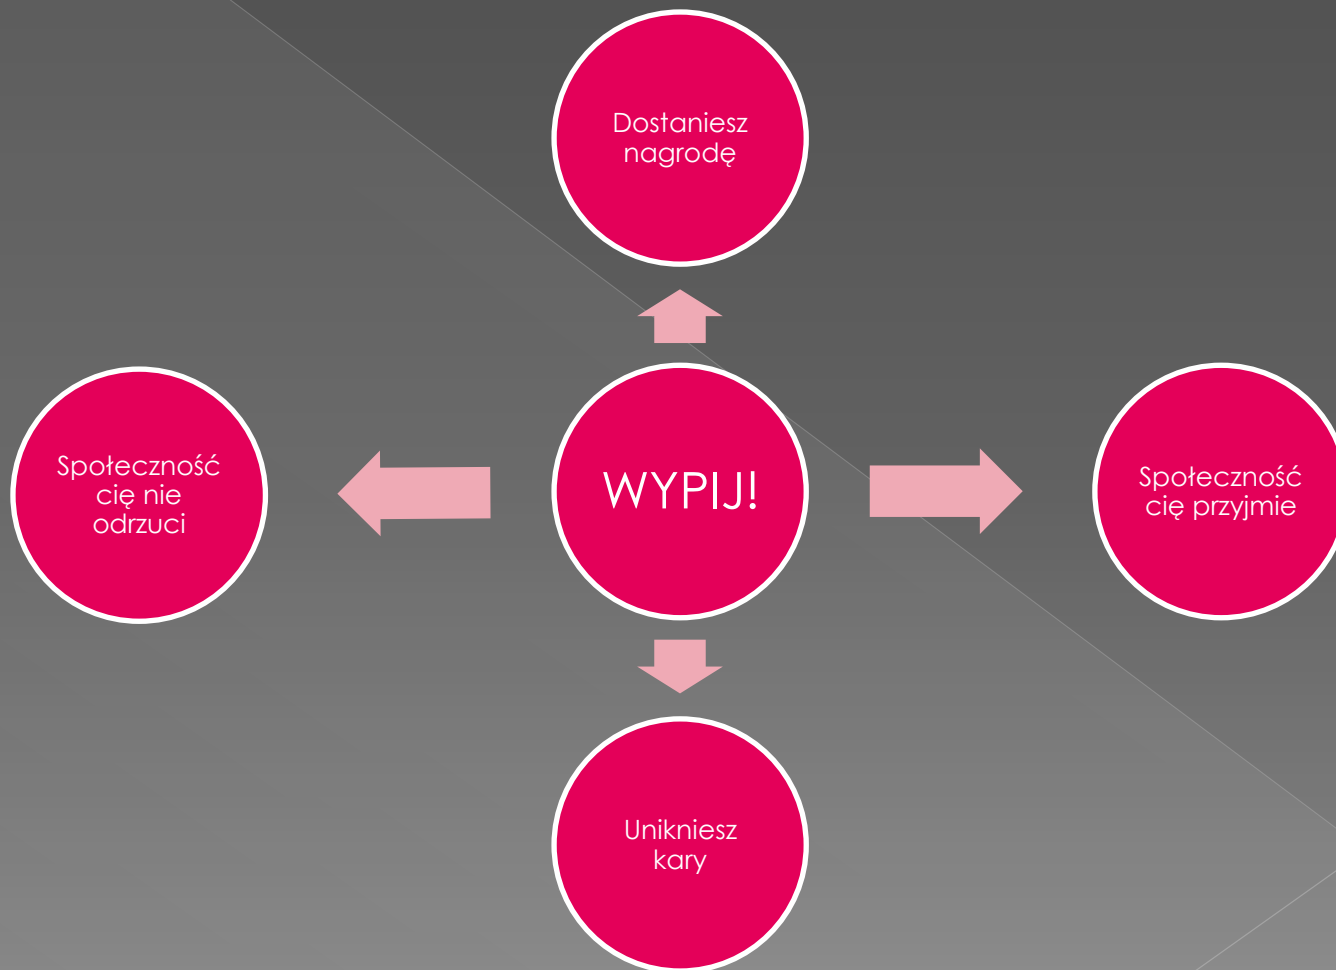 Dostaniesz
nagrodę
Społeczność
cię nie
odrzuci
WYPIJ!
Społeczność
cię przyjmie
Unikniesz
kary